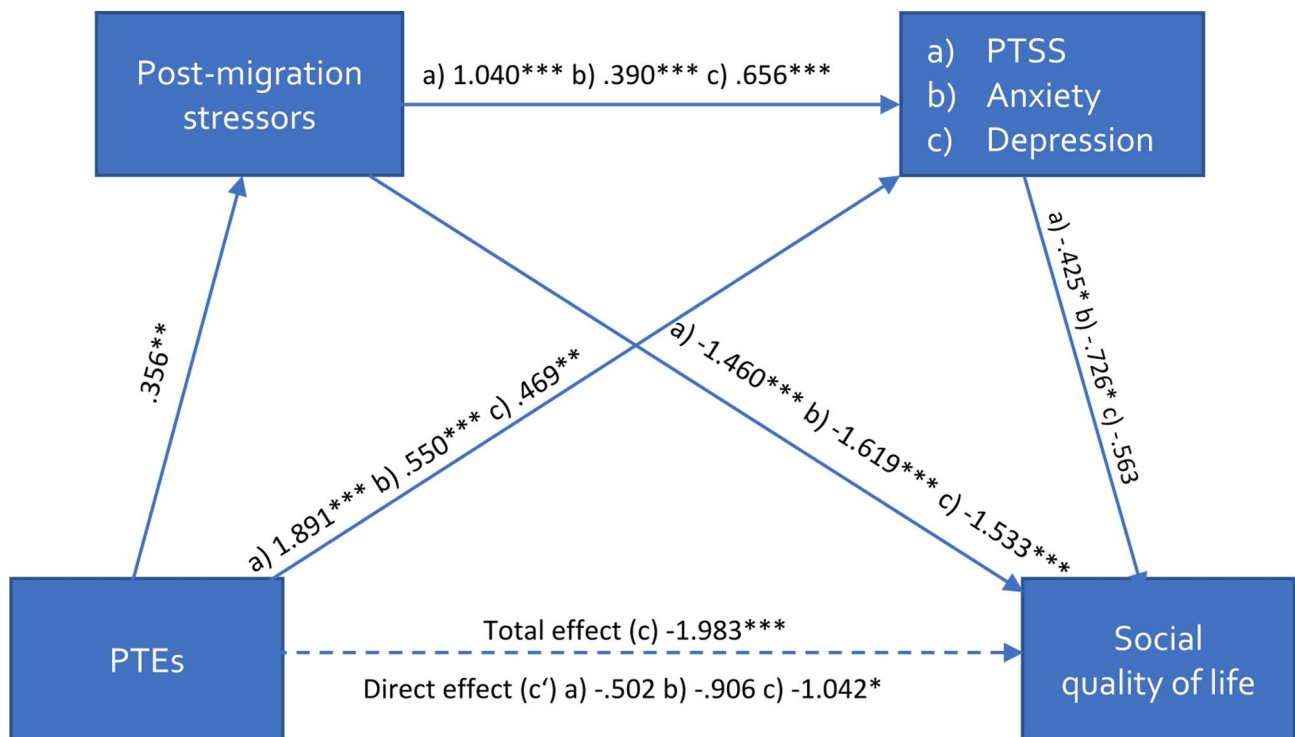 Post-migration
stressors
a) 1.040*** b) .390*** c) .656***
a) PTSS
b) Anxiety
c) Depression
.356**
a) 1.891*** b) .550*** c) .469**
a) -1.460*** b) -1.619*** c) -1.533***
a) -.425* b) -.726* c) -.563
PTEs
Total effect (c) -1.983***
Direct effect (c‘) a) -.502 b) -.906 c) -1.042*
Social
quality of life